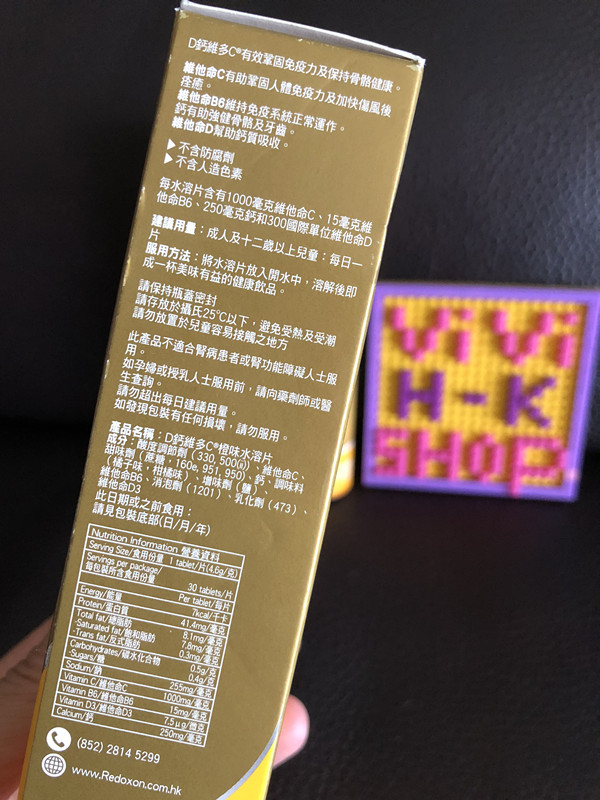 D鈣維多C®有效鞏固免疫力及保持骨骼健康。
維他命C有助鞏固人體免疫力及加快傷風後
痊癒。
維他命B6維持免疫系統正常運作。
鈣有助強健骨骼及牙齒。
維他命D幫助鈣質吸收。
▶不含防腐劑
▶不含人造色素
每水溶片含有1000毫克維他命C、15毫克維
他命B6、250毫克鈣和300國際單位維他命D
建議用量：成人及十二歲以上兒童：每日一
片
服用方法：將水溶片放入開水中，溶解後即
成一杯美味有益的健康飲品。
請保持瓶蓋密封
請存放於攝氏25℃以下，避免受熱及受潮
請勿放置於兒童容易接觸之地方
此產品不適合腎病患者或腎功能障礙人士服
用。
如孕婦或授乳人士服用前，請向藥劑師或醫
生查詢。
請勿超出每日建議用量。
如發現包裝有任何損壞，請勿服用。
產品名稱：D鈣維多C®橙味水溶片
成分：酸度調節劑（330, 500(i)）、維他命C、
甜味劑（蔗糖，160e, 951, 950）、鈣、調味料
（橘子味，柑橘味）、增味劑（鹽）、
維他命B6、消泡劑（1201）、乳化劑（473）、
維他命D3
此日期或之前食用：
請見包裝底部(日/月/年)
Nutrition Information 營養資料
Serving Size/食用份量 1 tablet/片(4.6g/克)
Servings per package/
每包裝所含食用份量 30 tablets/片
Per tablet/每片
Energy/能量 7kcal/千卡
Protein/蛋白質 41.4mg/毫克
Total fat/總脂肪 8.1mg/毫克
-Saturated fat/飽和脂肪 7.8mg/毫克
-Trans fat/反式脂肪 0.3mg/毫克
Carbohydrates/碳水化合物 0.5g/克
-Sugars/糖 0.4g/克
Sodium/鈉 255mg/毫克
Vitamin C/維他命C 1000mg/毫克
Vitamin B6/維他命B6 15mg/毫克
Vitamin D3/維他命D3 7.5μg/微克
Calcium/鈣 250mg/毫克
(852) 2814 5299
www.Redoxon.com.hk
ViVi
H-K
SHOP